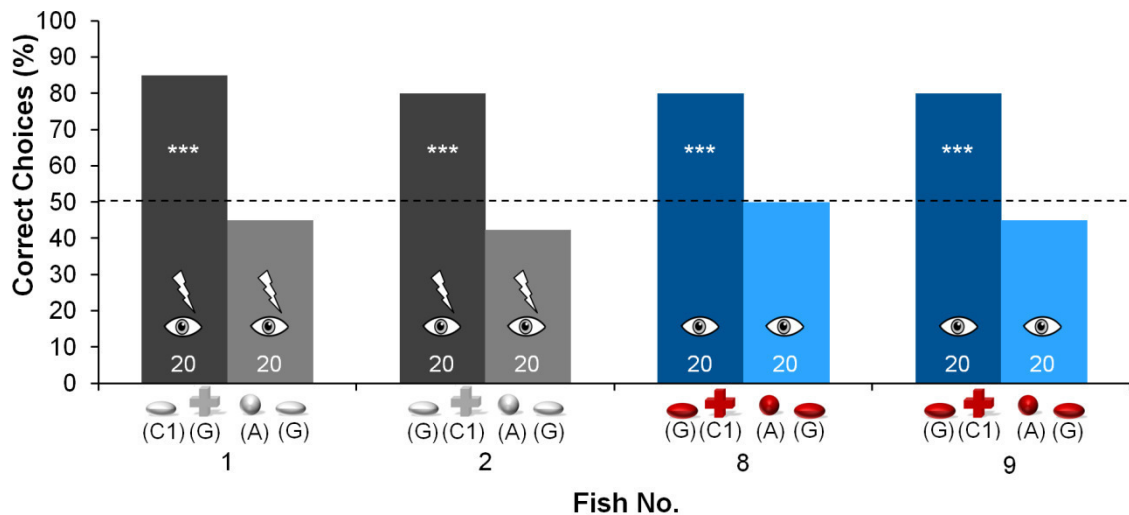 Correct Choices (%)
100
90
80
70
60
50
40
30
20
10
0
*** *** *** ***
20 20 20 20 20 20 20 20
(C1) (G) (A) (G) (G) (C1) (A) (G) (G) (C1) (A) (G) (G) (C1) (A) (G)
1 2 8 9
Fish No.